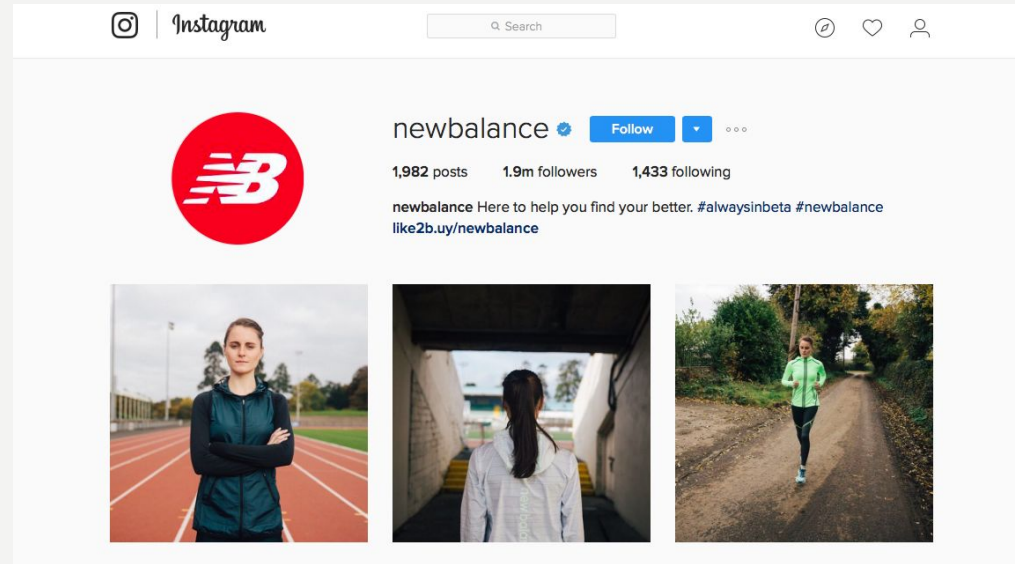 Instagram
Search
newbalance Follow
1,982 posts 1.9m followers 1,433 following
newbalance Here to help you find your better. #alwaysinbeta #newbalance
like2b.uy/newbalance
NB